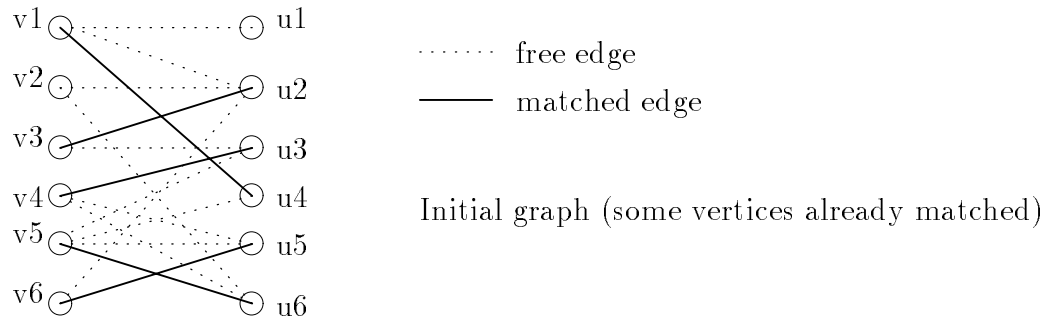 v1 u1
free edge
v2 u2
matched edge
v3 u3
v4 u4
Initial graph (some vertices already matched)
v5 u5
v6 u6